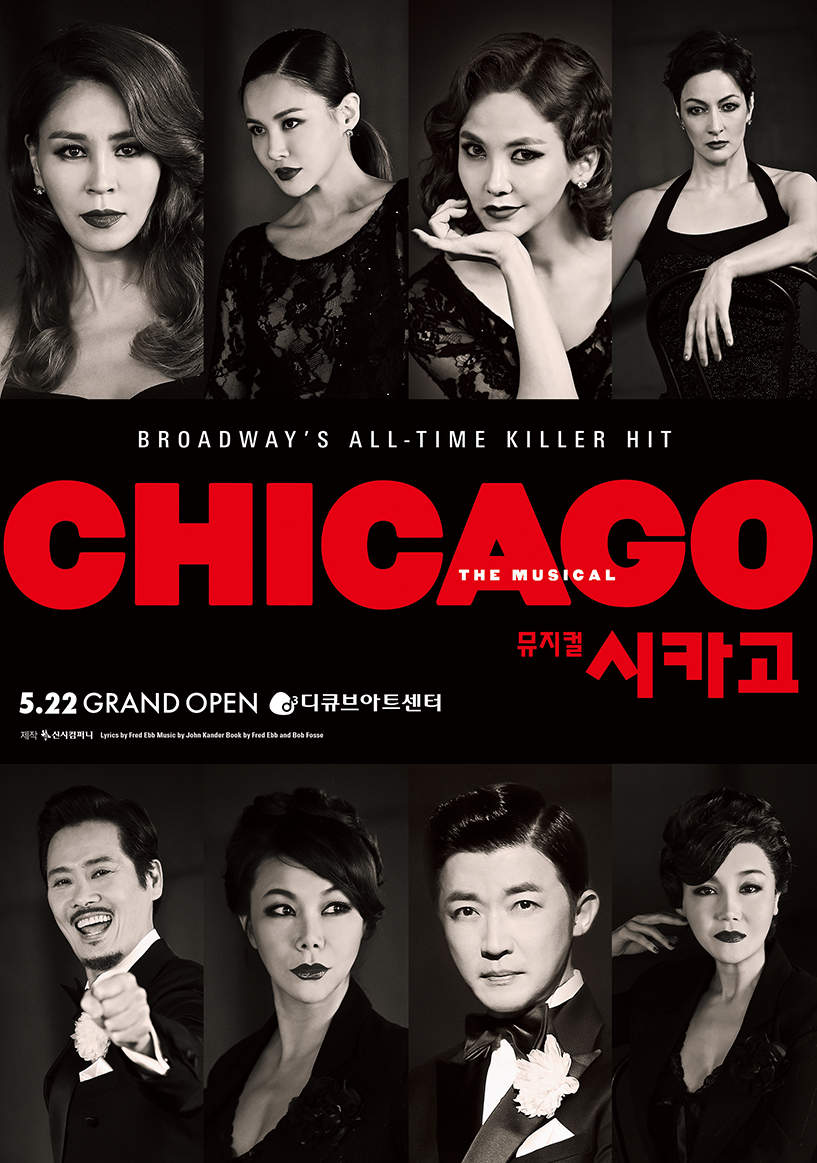 BROADWAY'S ALL-TIME KILLER HIT
CHICAGO
THE MUSICAL
뮤지컬 시카고
5.22 GRAND OPEN d3 디큐브아트센터
제작 신시컴퍼니 Lyrics by Fred Ebb Music by John Kander Book by Fred Ebb and Bob Fosse